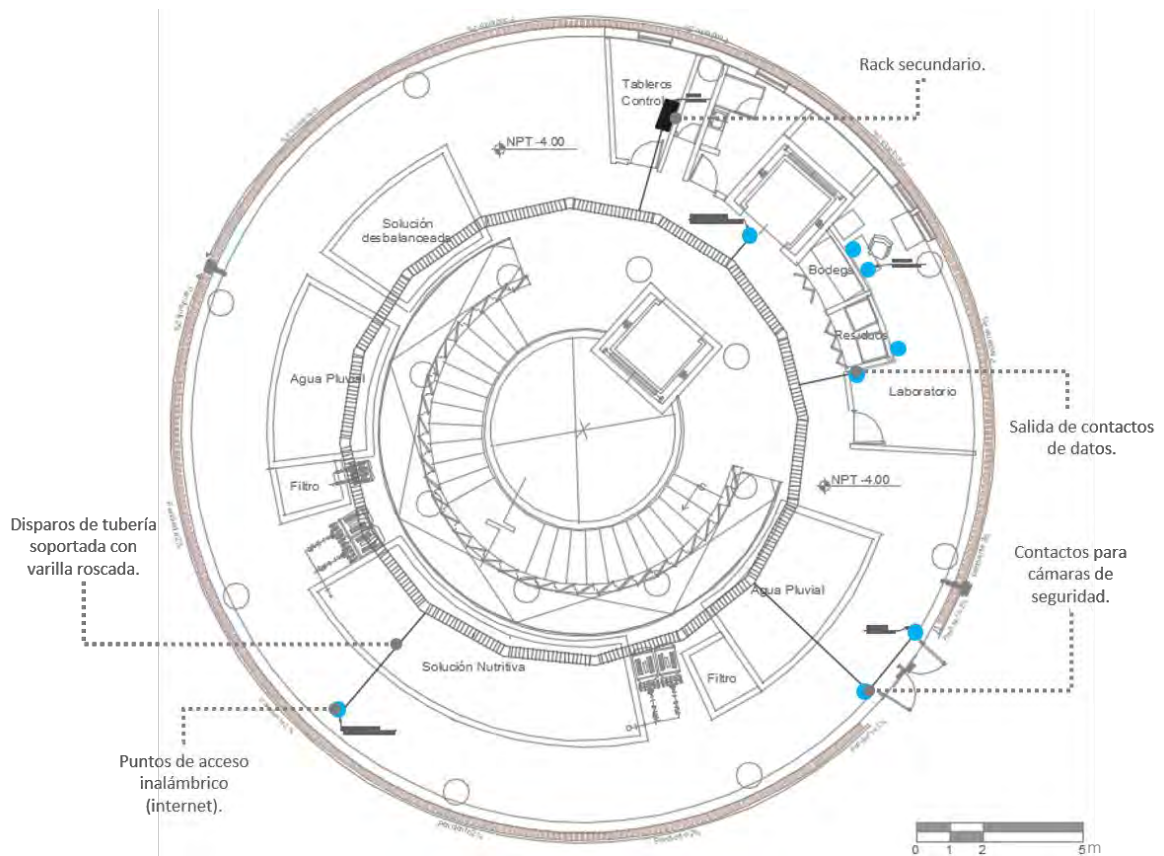 Rack secundario.
Tableros
Control
NPT -4.00
Solución
desbalanceada
Bodega
Residuos
Agua Pluvial
Laboratorio
Salida de contactos
de datos.
Filtro
NPT -4.00
Disparos de tubería
soportada con
varilla roscada.
Contactos para
cámaras de
seguridad.
Agua Pluvial
Solución Nutritiva
Filtro
Puntos de acceso
inalámbrico
(internet).
0 1 2 5 m